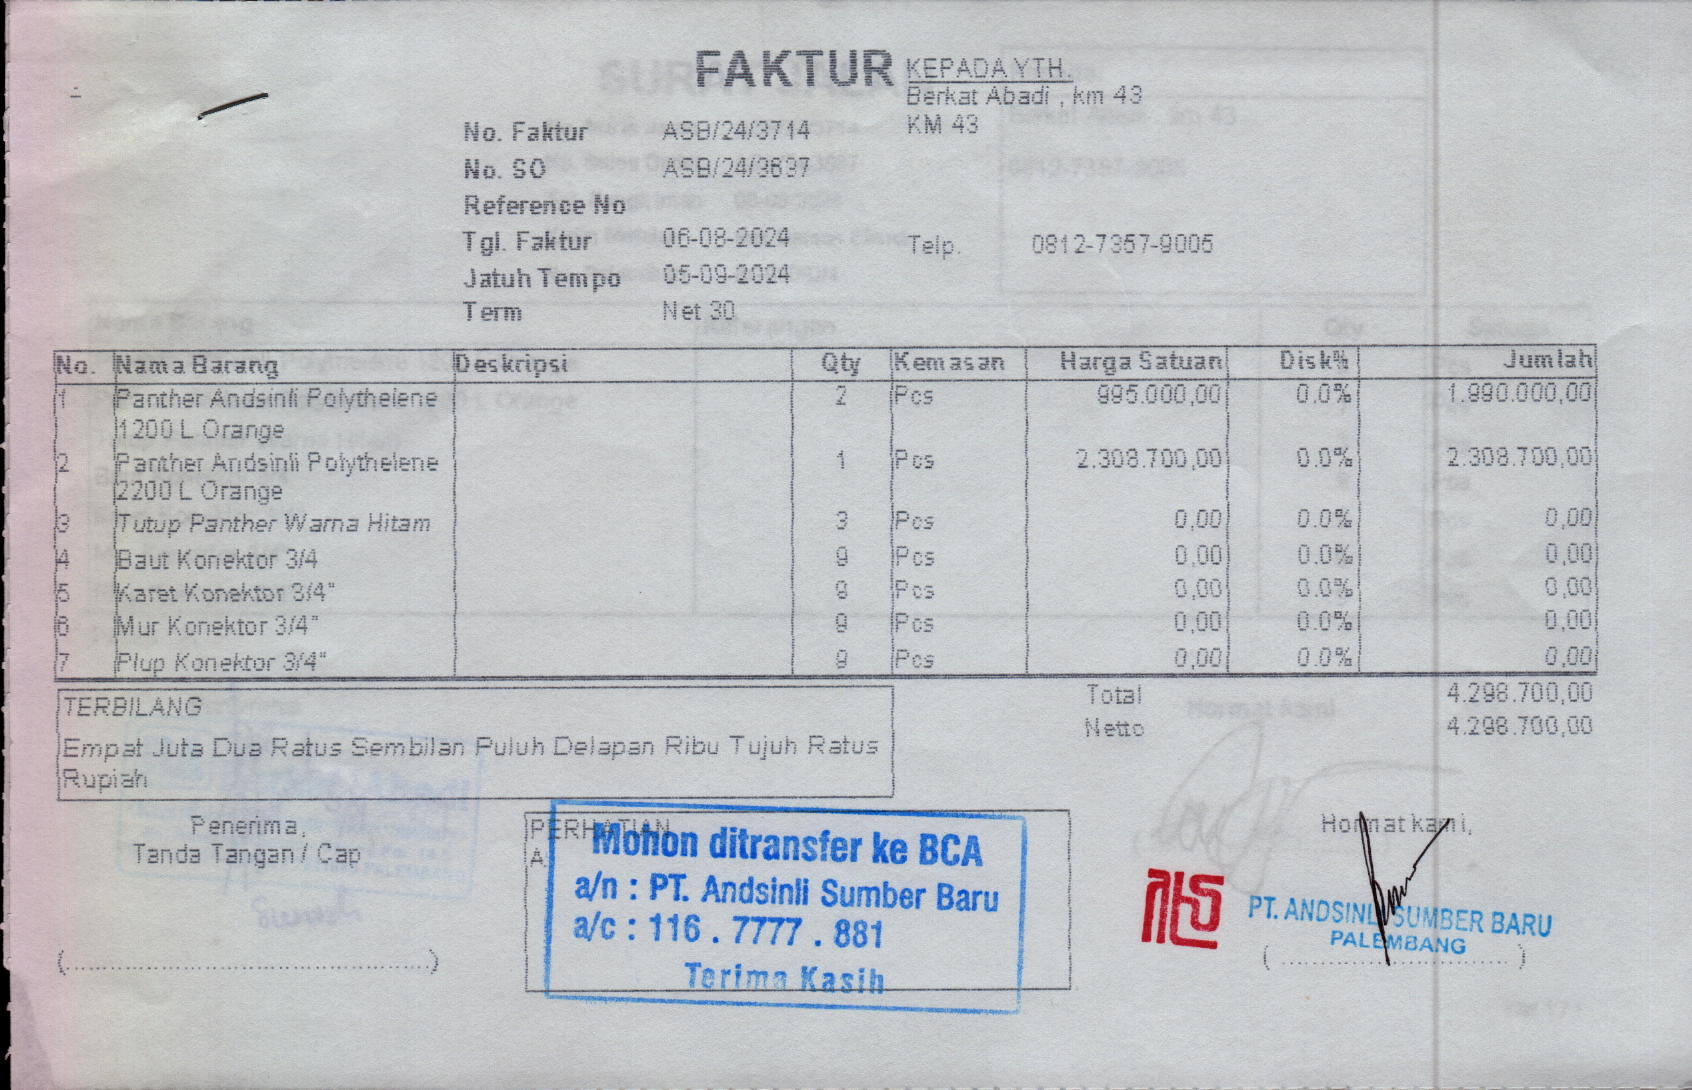 FAKTUR
KEPADA YTH.
Berkat Abadi , km 43
KM 43
No. Faktur ASB/24/3714
No. SO ASB/24/3637
Reference No
Tgl. Faktur 06-08-2024
Telp. 0812-7357-9005
Jatuh Tempo 05-09-2024
Term Net 30
No. Nama Barang Deskripsi Qty Kemasan Harga Satuan Disk% Jumlah
1 Panther Andsinli Polythelene 2 Pcs 995.000,00 0.0% 1.990.000,00
1200 L Orange
2 Panther Andsinli Polythelene 1 Pcs 2.308.700,00 0.0% 2.308.700,00
2200 L Orange
3 Tutup Panther Warna Hitam 3 Pcs 0,00 0.0% 0,00
4 Baut Konektor 3/4 9 Pcs 0,00 0.0% 0,00
5 Karet Konektor 3/4" 9 Pcs 0,00 0.0% 0,00
6 Mur Konektor 3/4" 9 Pcs 0,00 0.0% 0,00
7 Plup Konektor 3/4" 9 Pcs 0,00 0.0% 0,00
Total 4.298.700,00
Netto 4.298.700,00
TERBILANG
Empat Juta Dua Ratus Sembilan Puluh Delapan Ribu Tujuh Ratus
Rupiah
Penerima,
Tanda Tangan / Cap
PERHATIAN
A
Mohon ditransfer ke BCA
a/n : PT. Andsinli Sumber Baru
a/c : 116 . 7777 . 881
Terima Kasih
Hormat kami,
PT. ANDSINLI SUMBER BARU
PALEMBANG